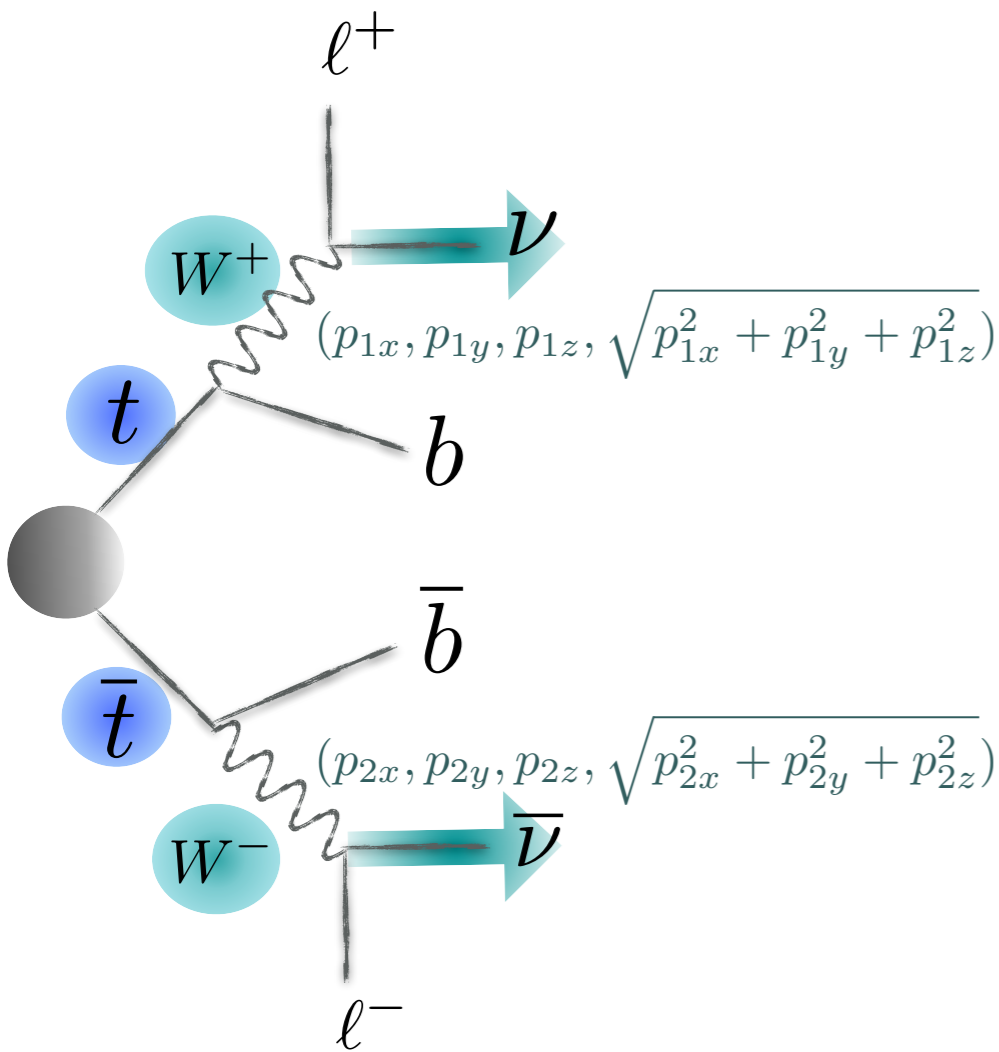 ℓ⁺
ν
W⁺
(p₁ₓ, p₁ᵧ, p₁z, √(p₁ₓ² + p₁ᵧ² + p₁z²))
t
b
b̅
t̅
(p₂ₓ, p₂ᵧ, p₂z, √(p₂ₓ² + p₂ᵧ² + p₂z²))
ν̅
W⁻
ℓ⁻